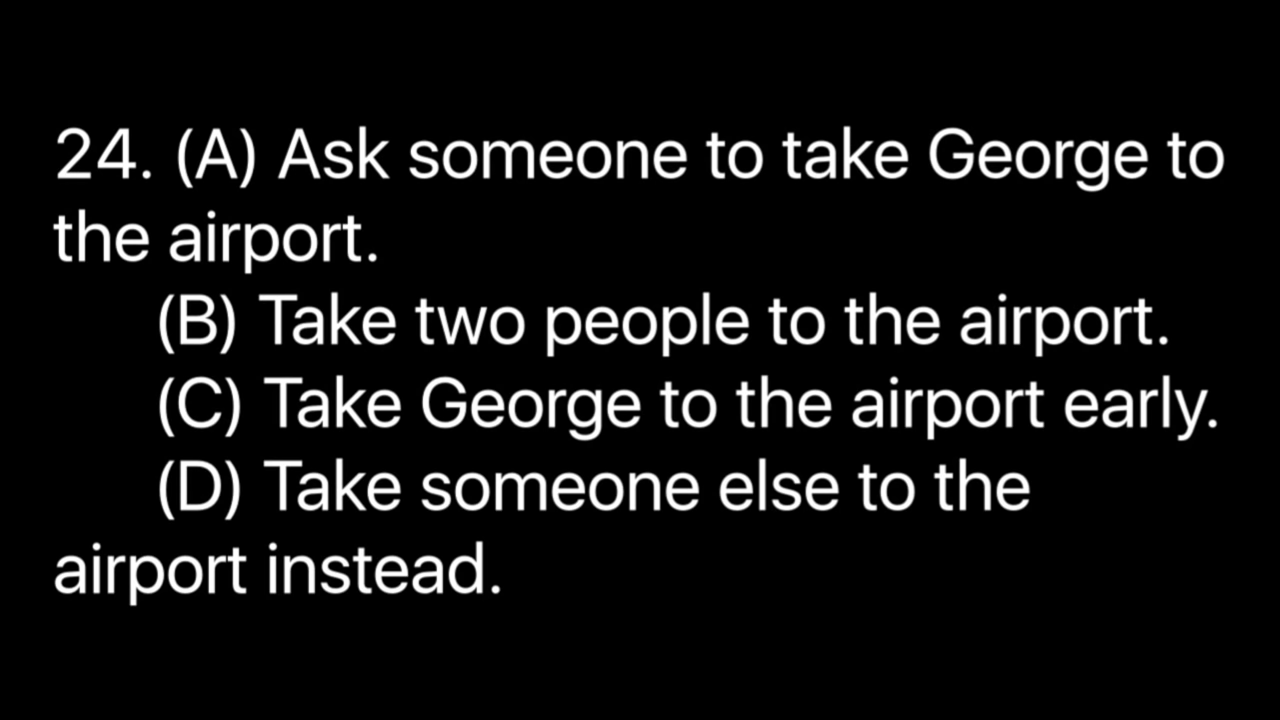 24. (A) Ask someone to take George to
the airport.
(B) Take two people to the airport.
(C) Take George to the airport early.
(D) Take someone else to the
airport instead.